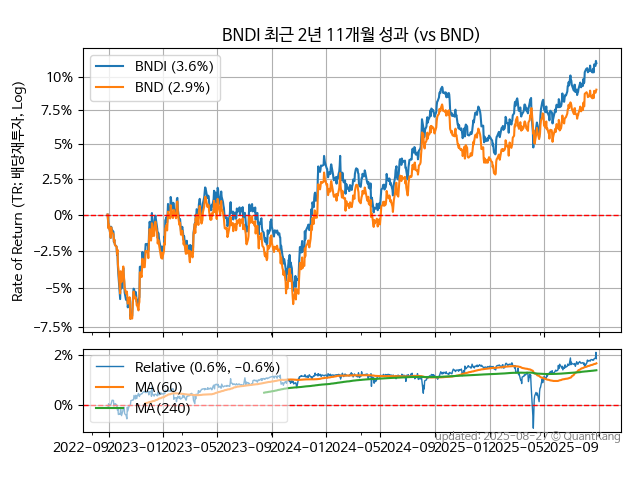 BNDI 최근 2년 11개월 성과 (vs BND)
Rate of Return (TR: 배당재투자, Log)
BNDI (3.6%)
BND (2.9%)
10%
7.5%
5%
2.5%
0%
−2.5%
−5%
−7.5%
2%
0%
Relative (0.6%, −0.6%)
MA(60)
MA(240)
Updated: 2025-08-27 © QuantKang
2022−09 2023−01 2023−05 2023−09 2024−01 2024−05 2024−09 2025−01 2025−05 2025−09